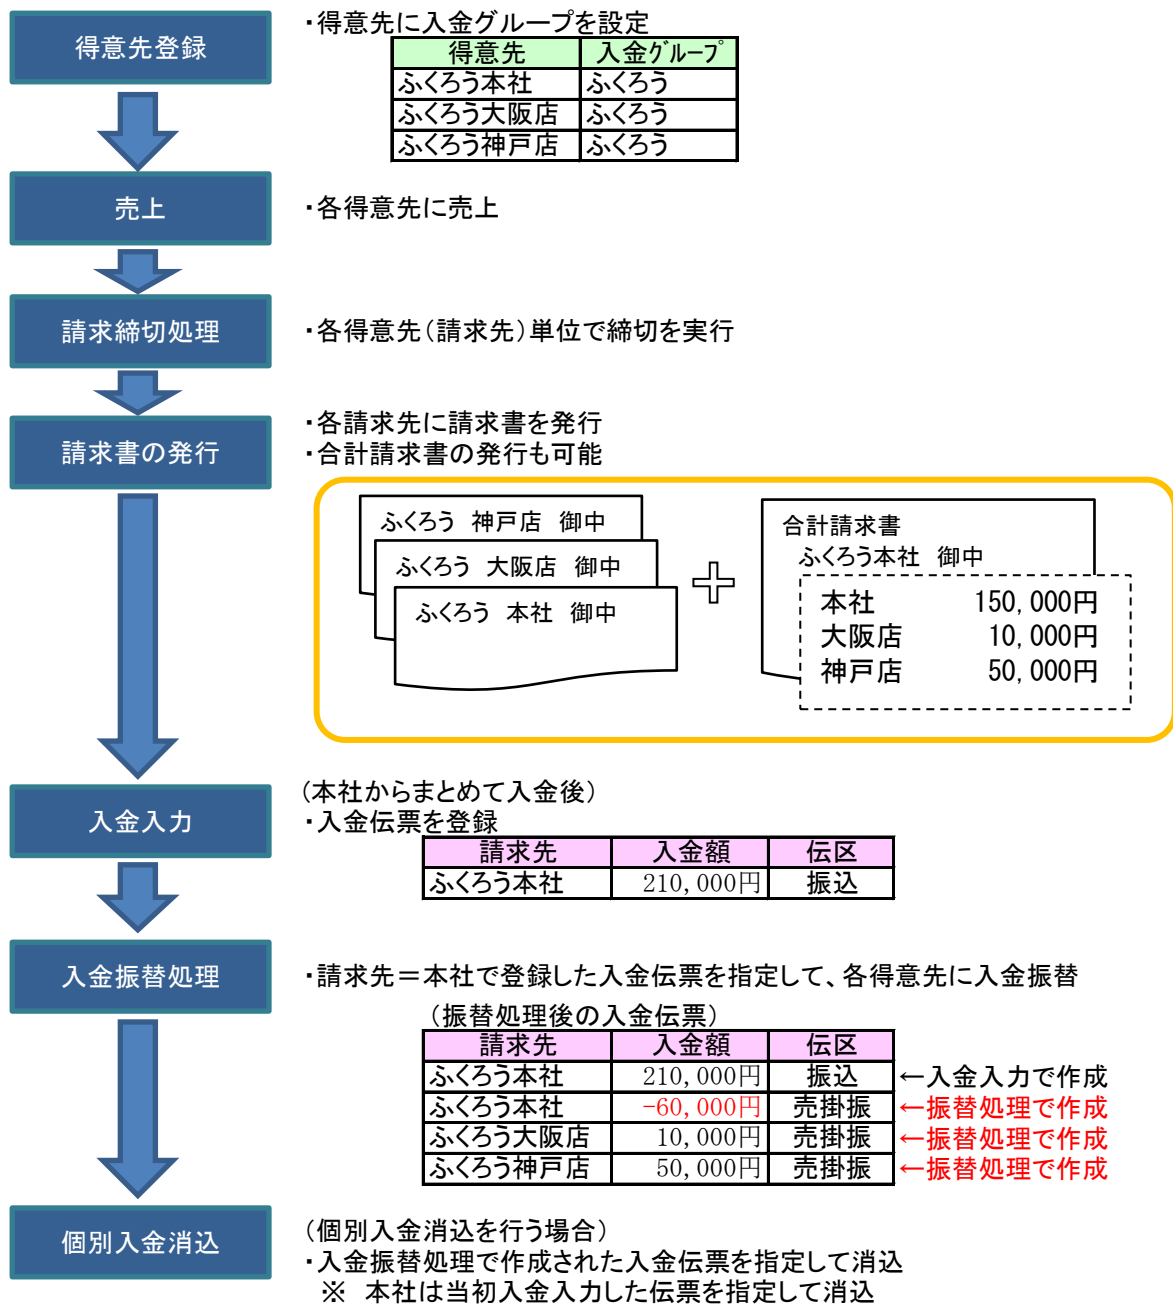 得意先登録
・得意先に入金グループを設定
得意先 入金ｸﾞﾙｰﾌﾟ
ふくろう本社 ふくろう
ふくろう大阪店 ふくろう
ふくろう神戸店 ふくろう
売上
・各得意先に売上
請求締切処理
・各得意先（請求先）単位で締切を実行
請求書の発行
・各請求先に請求書を発行
・合計請求書の発行も可能
ふくろう 神戸店 御中
ふくろう 大阪店 御中
ふくろう 本社 御中
合計請求書
ふくろう本社 御中
本社 150,000円
大阪店 10,000円
神戸店 50,000円
入金入力
（本社からまとめて入金後）
・入金伝票を登録
請求先 入金額 伝区
ふくろう本社 210,000円 振込
入金振替処理
・請求先＝本社で登録した入金伝票を指定して、各得意先に入金振替
（振替処理後の入金伝票）
請求先 入金額 伝区
ふくろう本社 210,000円 振込 ←入金入力で作成
ふくろう本社 -60,000円 売掛振 ←振替処理で作成
ふくろう大阪店 10,000円 売掛振 ←振替処理で作成
ふくろう神戸店 50,000円 売掛振 ←振替処理で作成
個別入金消込
（個別入金消込を行う場合）
・入金振替処理で作成された入金伝票を指定して消込
※ 本社は当初入金入力した伝票を指定して消込